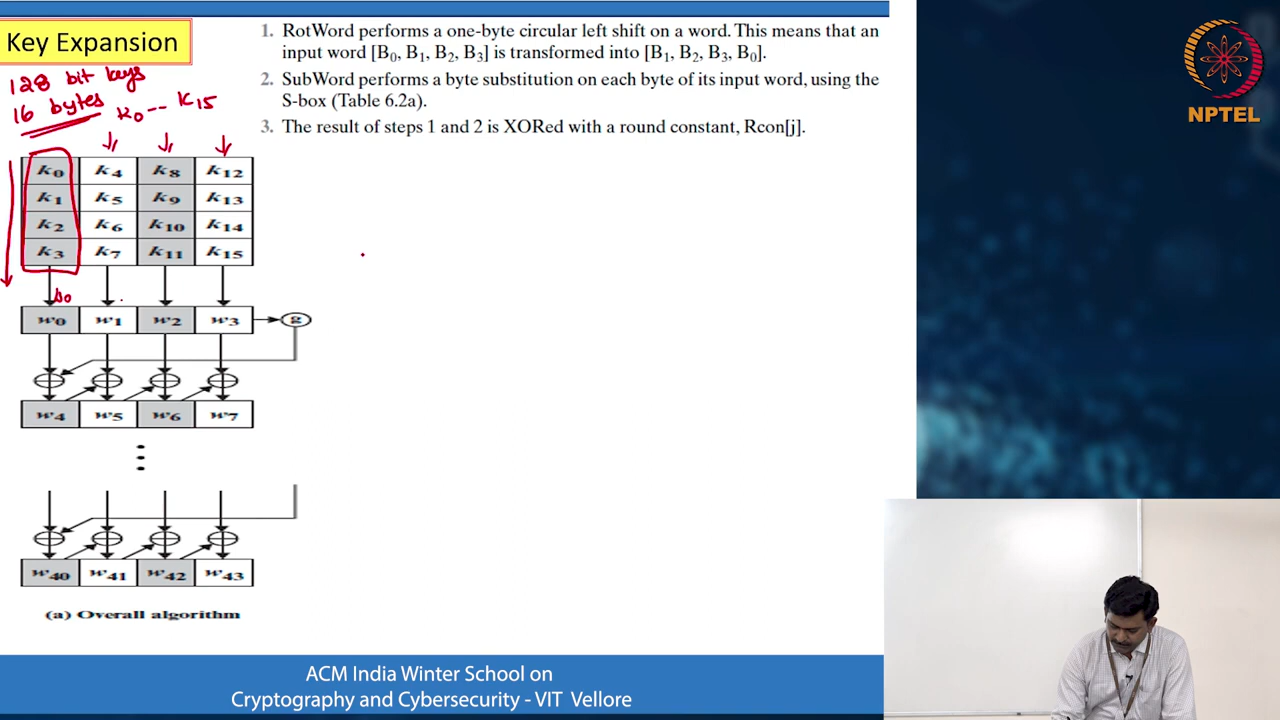 Key Expansion
128 bit keys
16 bytes k0 -- K15
1. RotWord performs a one-byte circular left shift on a word. This means that an
input word [B0, B1, B2, B3] is transformed into [B1, B2, B3, B0].
2. SubWord performs a byte substitution on each byte of its input word, using the
S-box (Table 6.2a).
3. The result of steps 1 and 2 is XORed with a round constant, Rcon[j].
NPTEL
k0 k4 k8 k12
k1 k5 k9 k13
k2 k6 k10 k14
k3 k7 k11 k15
w0 w1 w2 w3 g
w4 w5 w6 w7
w40 w41 w42 w43
(a) Overall algorithm
ACM India Winter School on
Cryptography and Cybersecurity - VIT Vellore